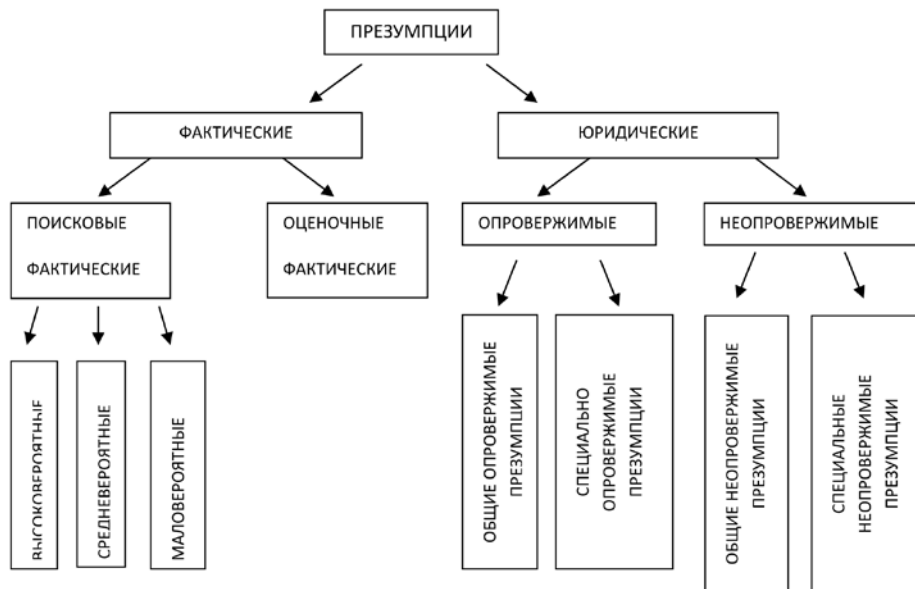 ПРЕЗУМПЦИИ
ФАКТИЧЕСКИЕ
ЮРИДИЧЕСКИЕ
ПОИСКОВЫЕ
ФАКТИЧЕСКИЕ
ОЦЕНОЧНЫЕ
ФАКТИЧЕСКИЕ
ОПРОВЕРЖИМЫЕ
НЕОПРОВЕРЖИМЫЕ
ВЫСОКОВЕРОЯТНЫЕ
СРЕДНЕВЕРОЯТНЫЕ
МАЛОВЕРОЯТНЫЕ
ОБЩИЕ ОПРОВЕРЖИМЫЕ
ПРЕЗУМПЦИИ
СПЕЦИАЛЬНО
ОПРОВЕРЖИМЫЕ
ПРЕЗУМПЦИИ
ОБЩИЕ НЕОПРОВЕРЖИМЫЕ
ПРЕЗУМПЦИИ
СПЕЦИАЛЬНЫЕ
НЕОПРОВЕРЖИМЫЕ
ПРЕЗУМПЦИИ